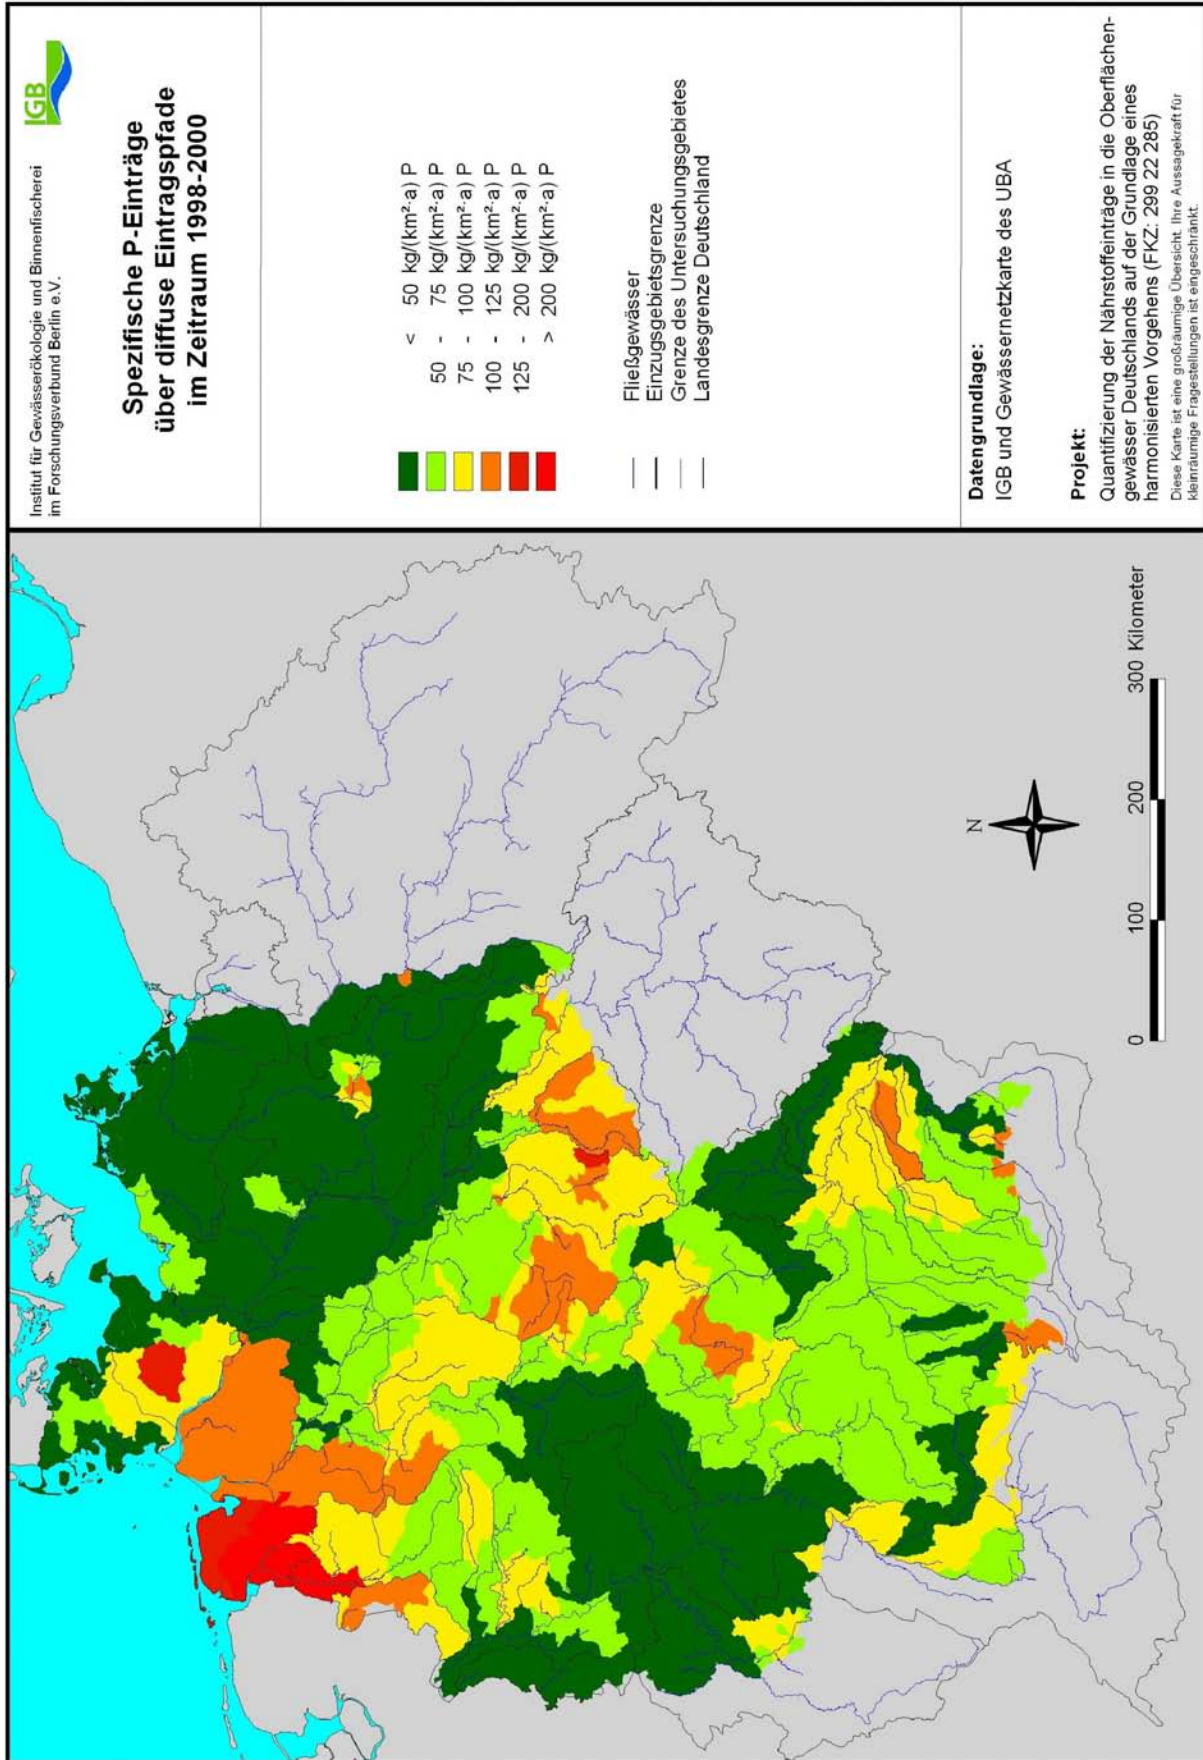 Institut für Gewässerökologie und Binnenfischerei
im Forschungsverbund Berlin e.V.
IGB
Spezifische P-Einträge
über diffuse Eintragspfade
im Zeitraum 1998-2000
< 50 kg/(km²·a) P
50 - 75 kg/(km²·a) P
75 - 100 kg/(km²·a) P
100 - 125 kg/(km²·a) P
125 - 200 kg/(km²·a) P
> 200 kg/(km²·a) P
Fließgewässer
Einzugsgebietsgrenze
Grenze des Untersuchungsgebietes
Landesgrenze Deutschland
Datengrundlage:
IGB und Gewässernetzkarte des UBA
Projekt:
Quantifizierung der Nährstoffeinträge in die Oberflächen-
gewässer Deutschlands auf der Grundlage eines
harmonisierten Vorgehens (FKZ: 299 22 285)
Diese Karte ist eine großräumige Übersicht. Ihre Aussagekraft für
kleinräumige Fragestellungen ist eingeschränkt.
N
0 100 200 300 Kilometer